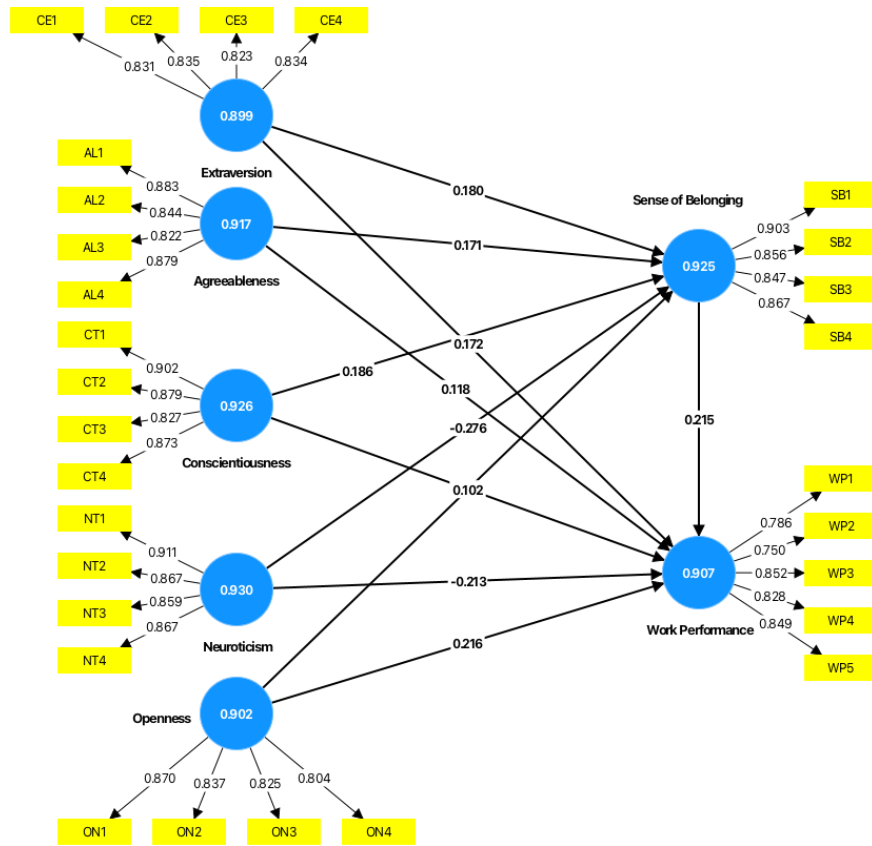 CE1
CE2
CE3
CE4
0.831
0.835
0.823
0.834
0.899
Extraversion
AL1
AL2
AL3
AL4
0.883
0.844
0.822
0.879
0.917
Agreeableness
CT1
CT2
CT3
CT4
0.902
0.879
0.827
0.873
0.926
Conscientiousness
NT1
NT2
NT3
NT4
0.911
0.867
0.859
0.867
0.930
Neuroticism
Openness
0.902
0.870
0.837
0.825
0.804
ON1
ON2
ON3
ON4
0.180
0.171
0.186
0.172
0.118
-0.276
0.102
-0.213
0.216
0.215
Sense of Belonging
0.925
0.903
0.856
0.847
0.867
SB1
SB2
SB3
SB4
0.907
Work Performance
0.786
0.750
0.852
0.828
0.849
WP1
WP2
WP3
WP4
WP5